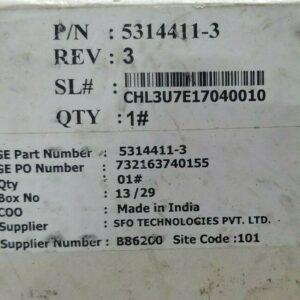 P/N : 5314411-3
REV : 3
SL# :
CHL3U7E17040010
QTY : 1#
GE Part Number : 5314411-3
GE PO Number : 732163740155
Qty : 01#
Box No : 13/29
COO : Made in India
Supplier : SFO TECHNOLOGIES PVT. LTD.
Supplier Number : B86200 Site Code :101